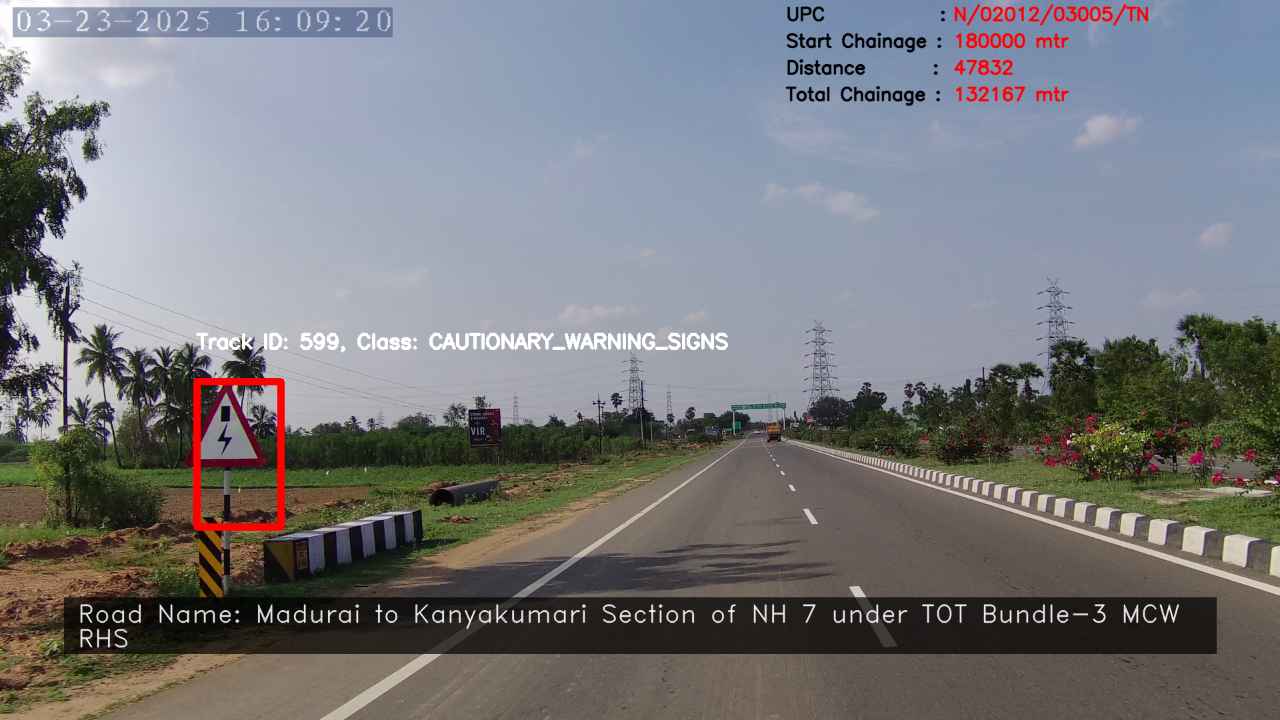 03-23-2025 16:09:20
UPC : N/02012/03005/TN
Start Chainage : 180000 mtr
Distance : 47832
Total Chainage : 132167 mtr
Track ID: 599, Class: CAUTIONARY_WARNING_SIGNS
VIR
Road Name: Madurai to Kanyakumari Section of NH 7 under TOT Bundle-3 MCW
RHS